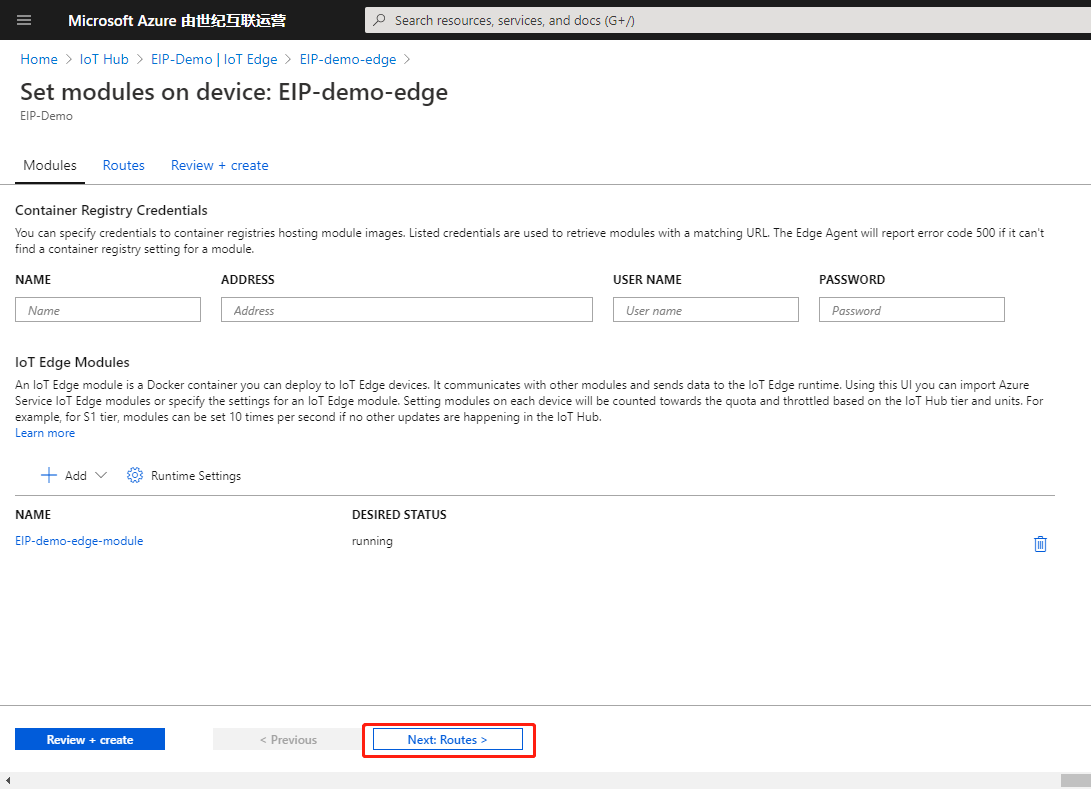 Microsoft Azure 由世纪互联运营
Search resources, services, and docs (G+/)
Home > IoT Hub > EIP-Demo | IoT Edge > EIP-demo-edge >
Set modules on device: EIP-demo-edge
EIP-Demo
Modules Routes Review + create
Container Registry Credentials
You can specify credentials to container registries hosting module images. Listed credentials are used to retrieve modules with a matching URL. The Edge Agent will report error code 500 if it can't
find a container registry setting for a module.
NAME ADDRESS USER NAME PASSWORD
Name Address User name Password
IoT Edge Modules
An IoT Edge module is a Docker container you can deploy to IoT Edge devices. It communicates with other modules and sends data to the IoT Edge runtime. Using this UI you can import Azure
Service IoT Edge modules or specify the settings for an IoT Edge module. Setting modules on each device will be counted towards the quota and throttled based on the IoT Hub tier and units. For
example, for S1 tier, modules can be set 10 times per second if no other updates are happening in the IoT Hub.
Learn more
Add Runtime Settings
NAME DESIRED STATUS
EIP-demo-edge-module running
Review + create < Previous Next: Routes >